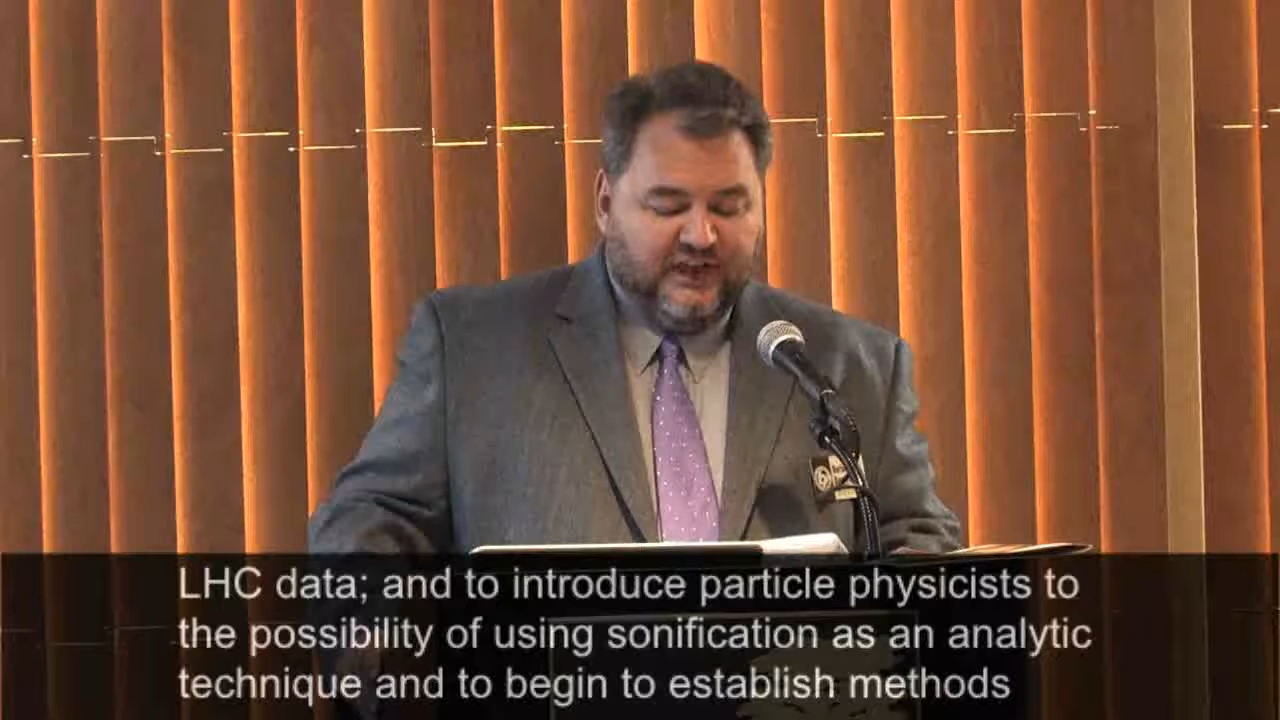 LHC data; and to introduce particle physicists to
the possibility of using sonification as an analytic
technique and to begin to establish methods